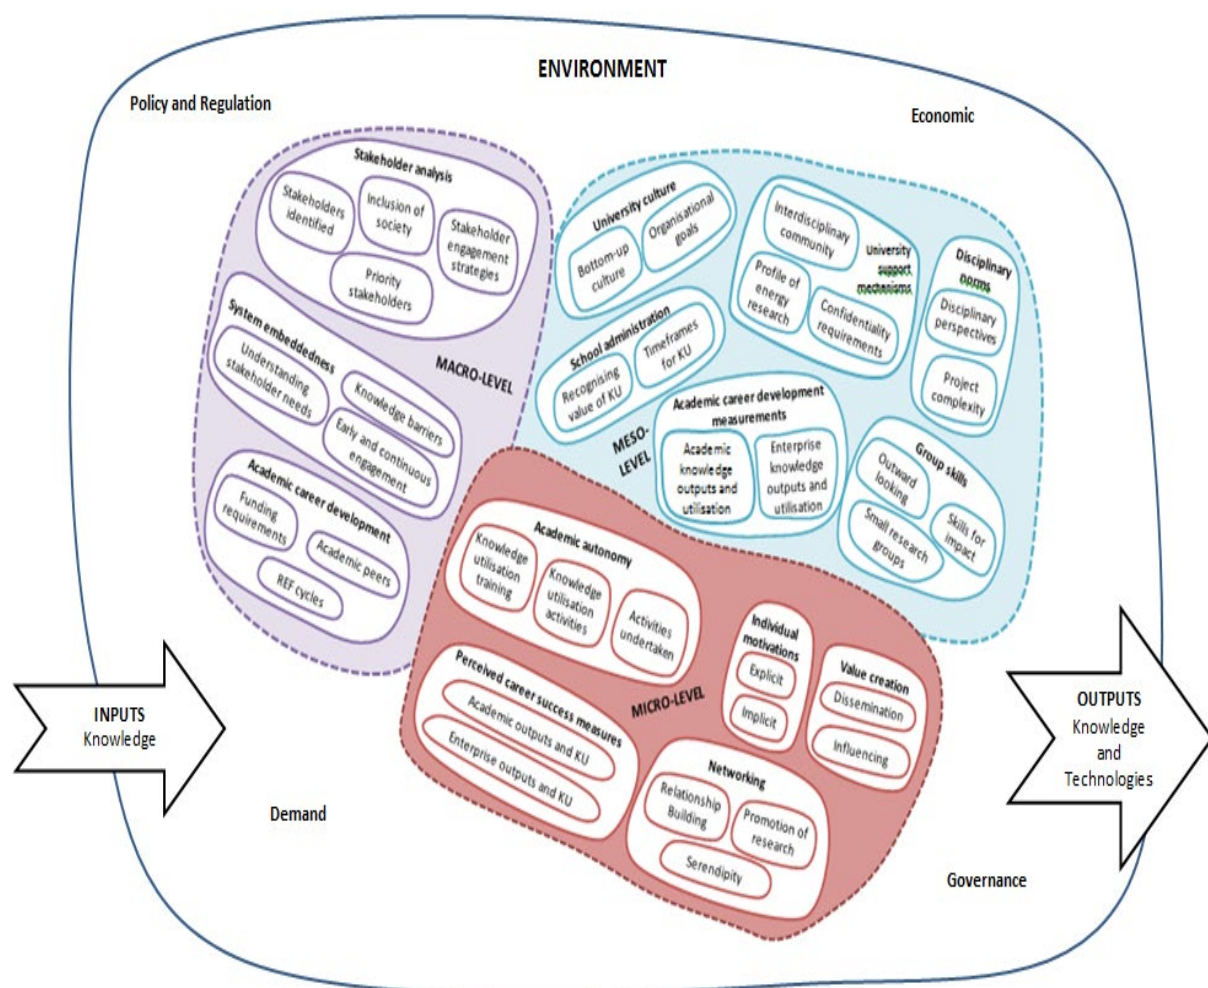 ENVIRONMENT
Policy and Regulation
Economic
Stakeholder analysis
Stakeholders
identified
Inclusion of
society
Stakeholder
engagement
strategies
Priority
stakeholders
System embeddedness
Understanding
stakeholder needs
Knowledge barriers
Early and continuous
engagement
MACRO-LEVEL
Academic career development
Funding
requirements
Academic peers
REF cycles
University culture
Bottom-up
culture
Organisational
goals
Interdisciplinary
community
University
support
mechanisms
Profile of
energy
research
Confidentiality
requirements
Disciplinary
norms
Disciplinary
perspectives
Project
complexity
School administration
Recognising
value of KU
Timeframes
for KU
MESO-
LEVEL
Academic career development
measurements
Academic
knowledge
outputs and
utilisation
Enterprise
knowledge
outputs and
utilisation
Group skills
Outward
looking
Skills for
impact
Small research
groups
Academic autonomy
Knowledge
utilisation
training
Knowledge
utilisation
activities
Activities
undertaken
Individual
motivations
Explicit
Implicit
Value creation
Dissemination
Influencing
MICRO-LEVEL
Perceived career success measures
Academic outputs and KU
Enterprise outputs and KU
Networking
Relationship
Building
Promotion of
research
Serendipity
INPUTS
Knowledge
OUTPUTS
Knowledge
and
Technologies
Demand
Governance